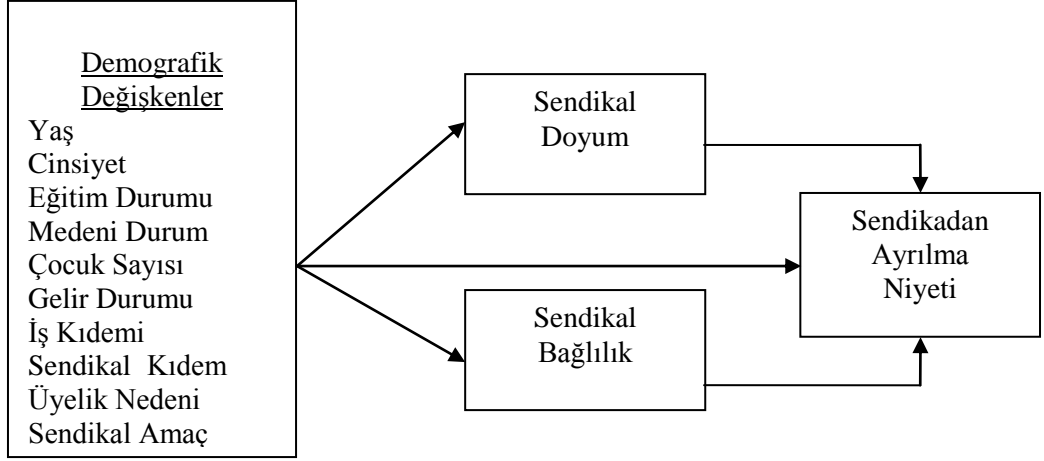 Demografik
Değişkenler
Yaş
Cinsiyet
Eğitim Durumu
Medeni Durum
Çocuk Sayısı
Gelir Durumu
İş Kıdemi
Sendikal Kıdem
Üyelik Nedeni
Sendikal Amaç
Sendikal
Doyum
Sendikal
Bağlılık
Sendikadan
Ayrılma
Niyeti